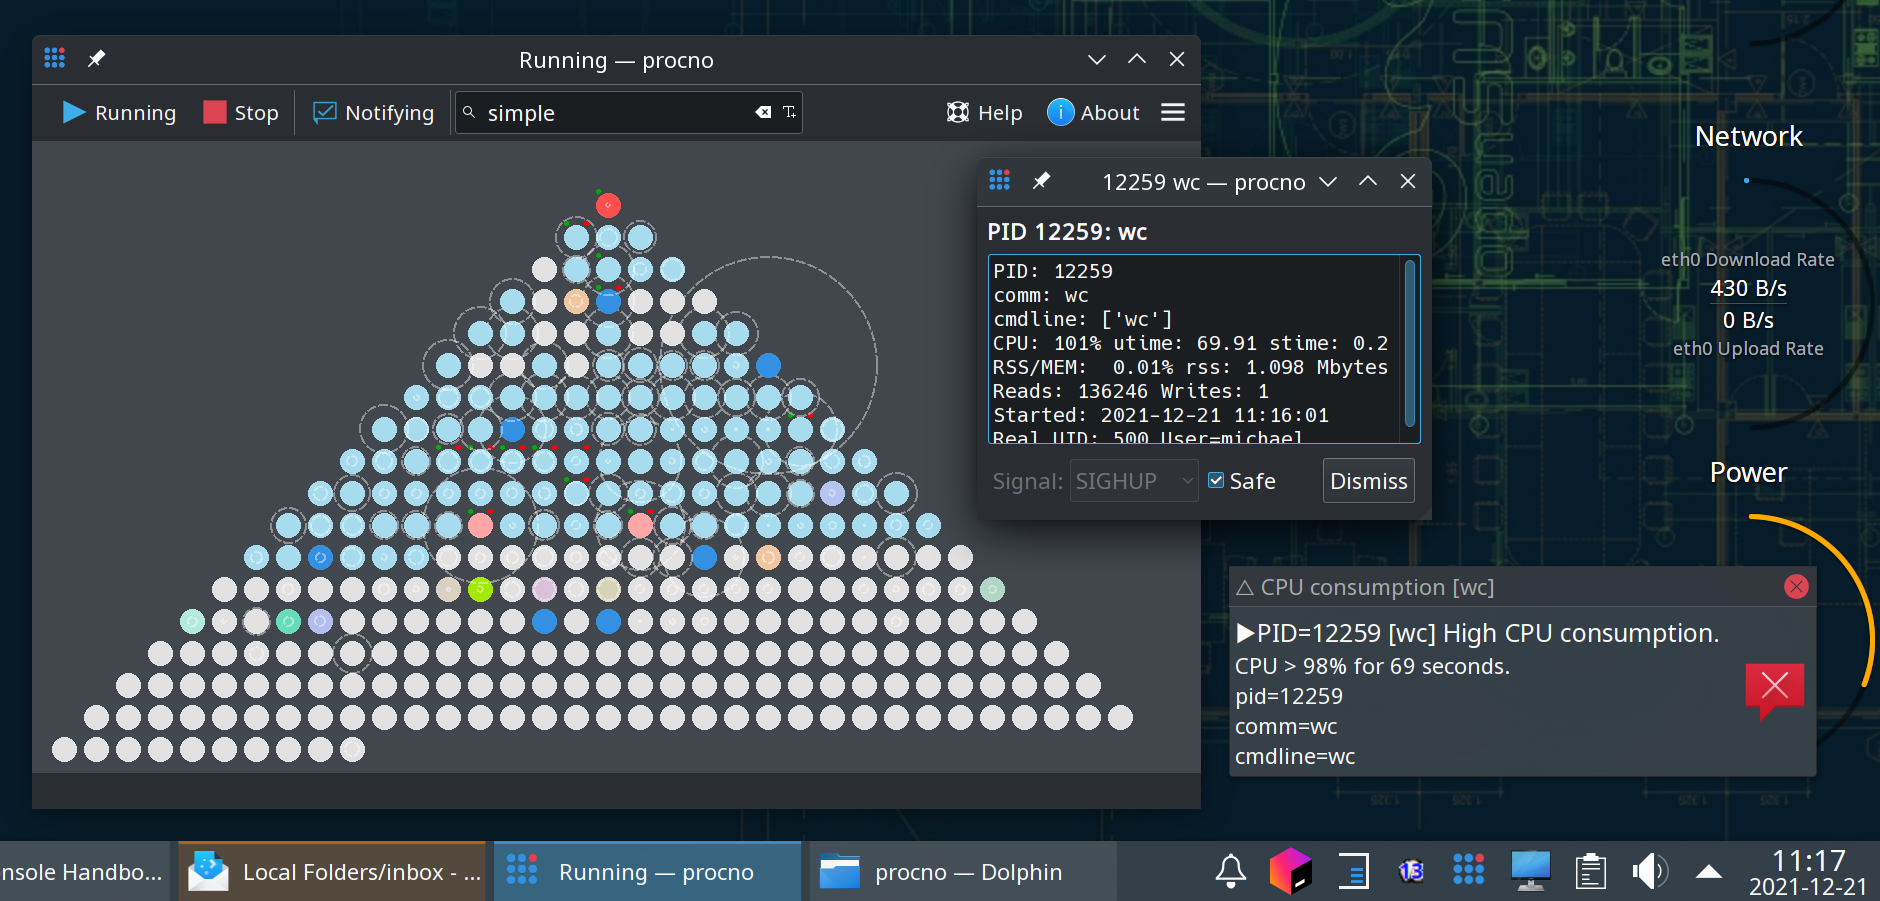 Running — procno
Running
Stop
Notifying
simple
Help
About
12259 wc — procno
PID 12259: wc
PID: 12259
comm: wc
cmdline: ['wc']
CPU: 101% utime: 69.91 stime: 0.2
RSS/MEM:  0.01% rss: 1.098 Mbytes
Reads: 136246 Writes: 1
Started: 2021-12-21 11:16:01
Real UID: 500 User=michael
Signal:
SIGHUP
Safe
Dismiss
Network
eth0 Download Rate
430 B/s
0 B/s
eth0 Upload Rate
Power
CPU consumption [wc]
▶PID=12259 [wc] High CPU consumption.
CPU > 98% for 69 seconds.
pid=12259
comm=wc
cmdline=wc
openSUSE
nsole Handbo...
Local Folders/inbox - ...
Running — procno
procno — Dolphin
13
11:17
2021-12-21